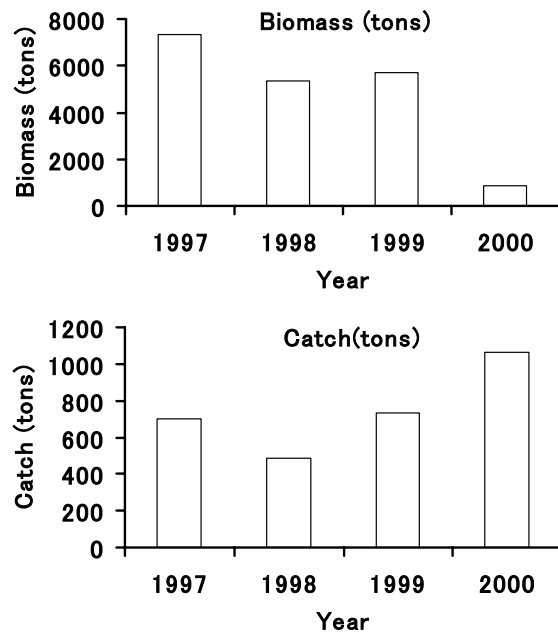 Biomass (tons)
Biomass (tons)
8000
6000
4000
2000
0
1997 1998 1999 2000
Year
Catch(tons)
Catch (tons)
1200
1000
800
600
400
200
0
1997 1998 1999 2000
Year